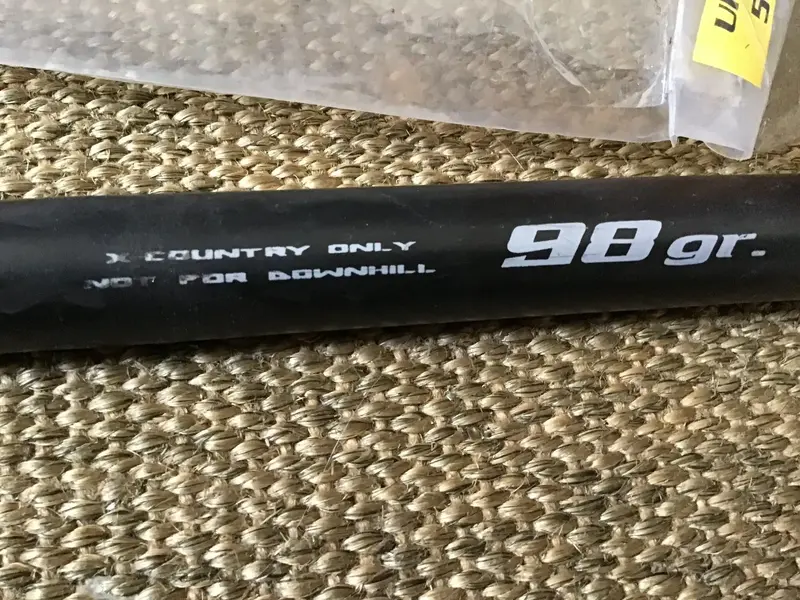 X-COUNTRY ONLY
NOT FOR DOWNHILL
98 gr.